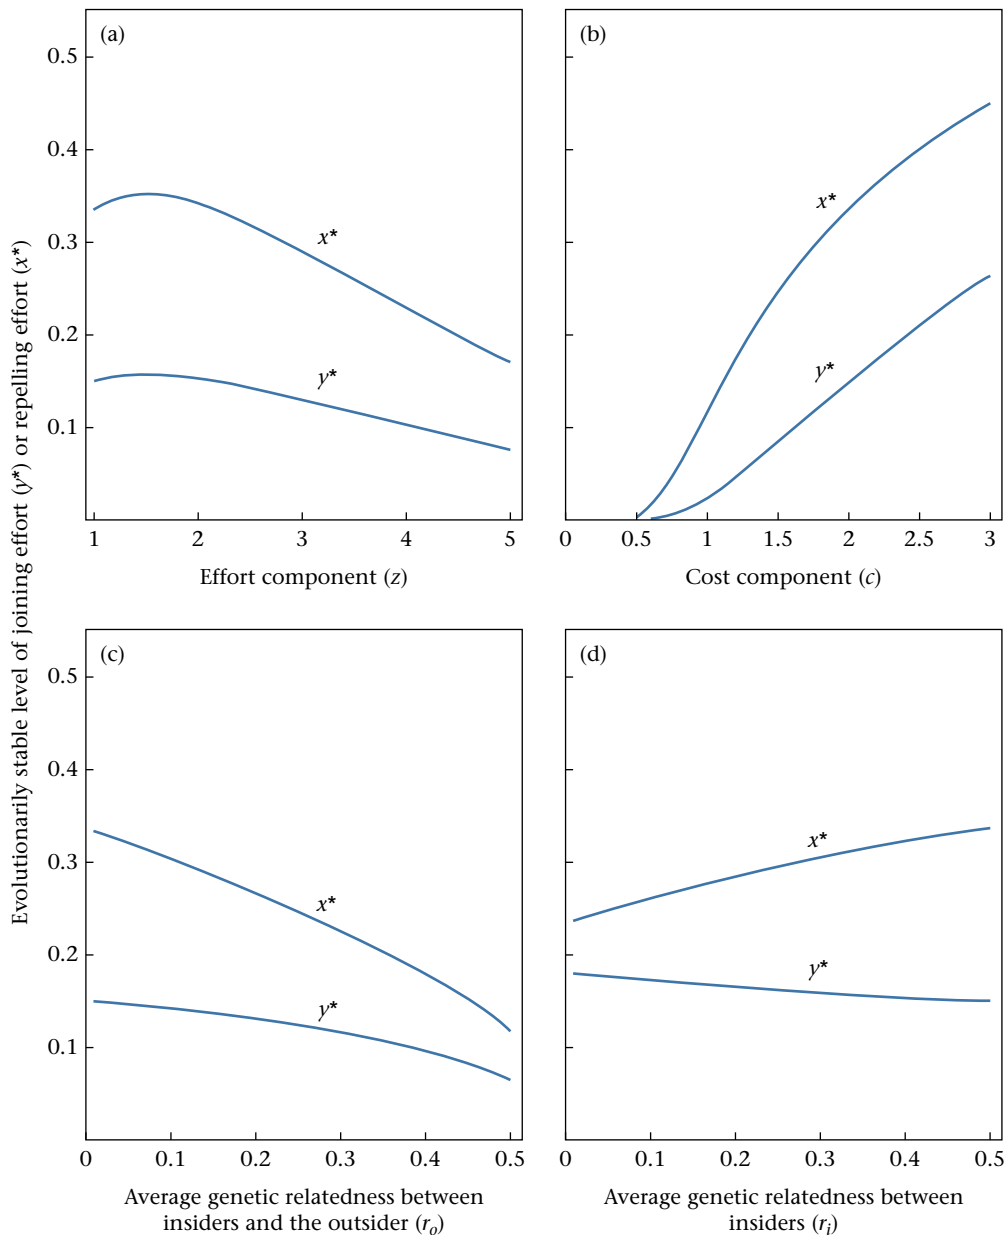 Evolutionarily stable level of joining effort (y*) or repelling effort (x*)
(a)
0.5
0.4
0.3
0.2
0.1
x*
y*
1 2 3 4 5
Effort component (z)
(b)
x*
y*
0 0.5 1 1.5 2 2.5 3
Cost component (c)
(c)
0.5
0.4
0.3
0.2
0.1
x*
y*
0 0.1 0.2 0.3 0.4 0.5
Average genetic relatedness between
insiders and the outsider (rₒ)
(d)
x*
y*
0 0.1 0.2 0.3 0.4 0.5
Average genetic relatedness between
insiders (rᵢ)